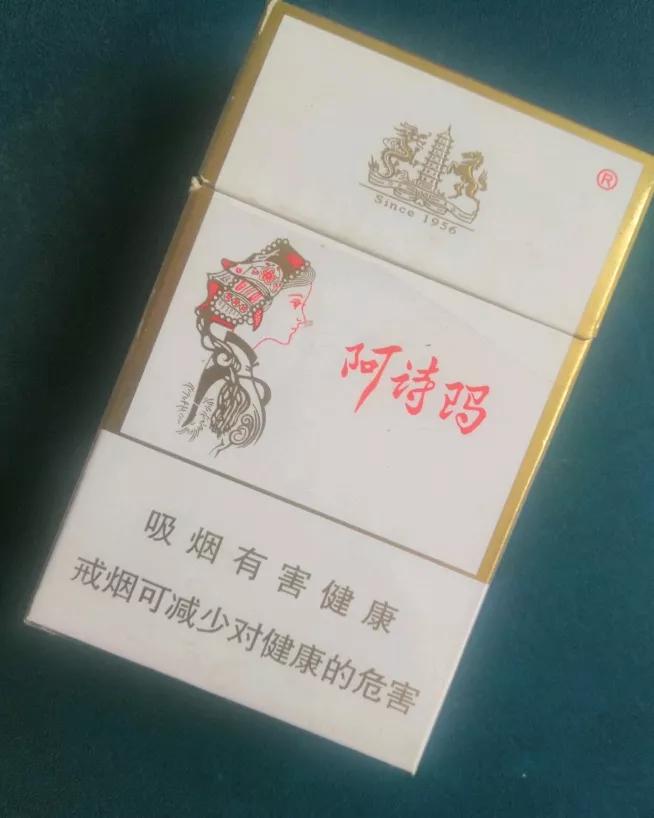 Since 1956
®
阿诗玛
吸烟有害健康
戒烟可减少对健康的危害